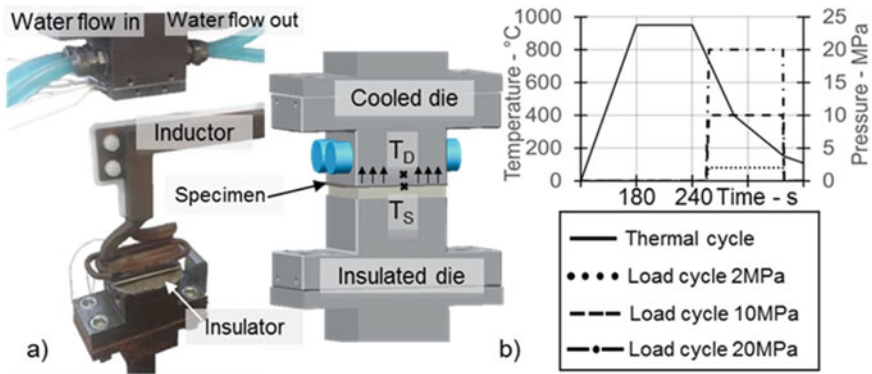 Water flow in
Water flow out
Inductor
Insulator
a)
Cooled die
T_D
Specimen
T_S
Insulated die
Temperature - °C
1000
800
600
400
200
0
180
240
Time - s
25
20
15
10
5
0
Pressure - MPa
b)
Thermal cycle
Load cycle 2MPa
Load cycle 10MPa
Load cycle 20MPa